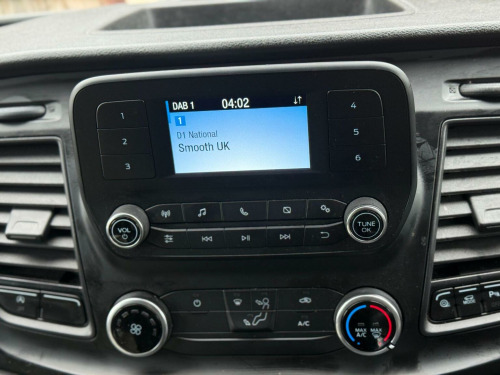 DAB 1 04:02
1
D1 National
Smooth UK
1
2
3
4
5
6
VOL
TUNE
OK
A/C
MAX
A/C
MAX